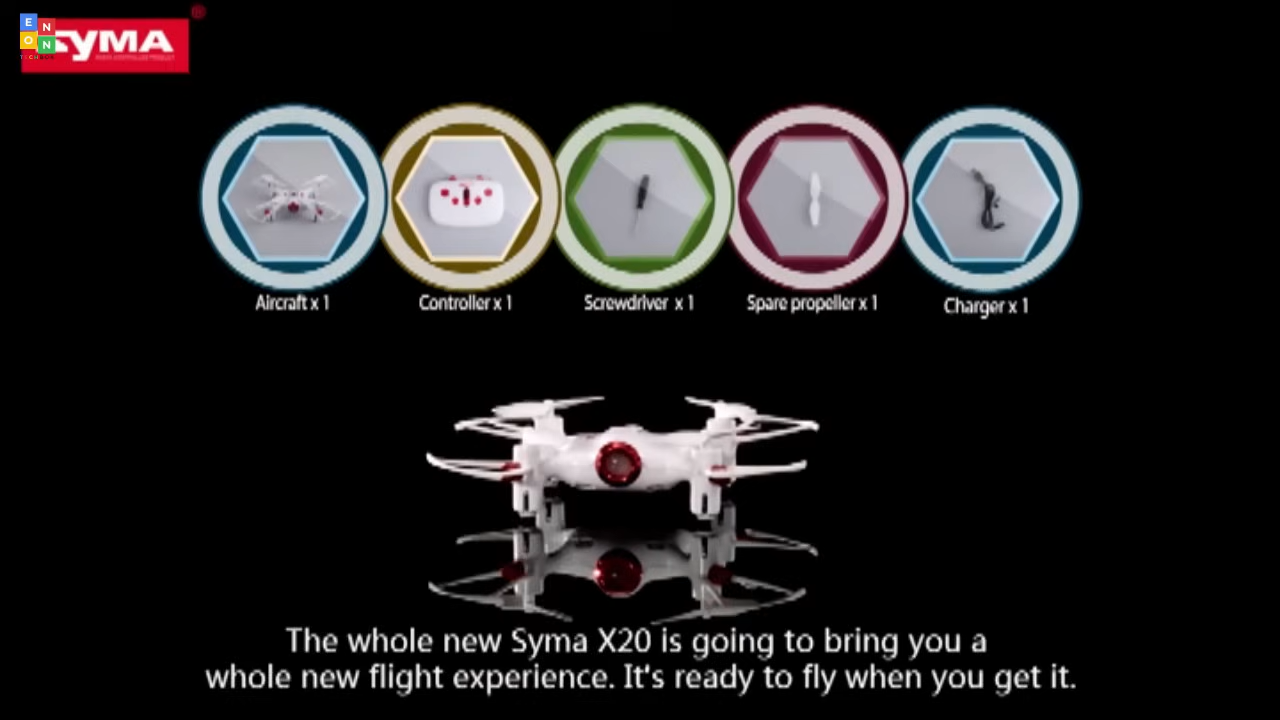 E N
O N
SYMA
Aircraft x 1
Controller x 1
Screwdriver x 1
Spare propeller x 1
Charger x 1
The whole new Syma X20 is going to bring you a
whole new flight experience. It's ready to fly when you get it.